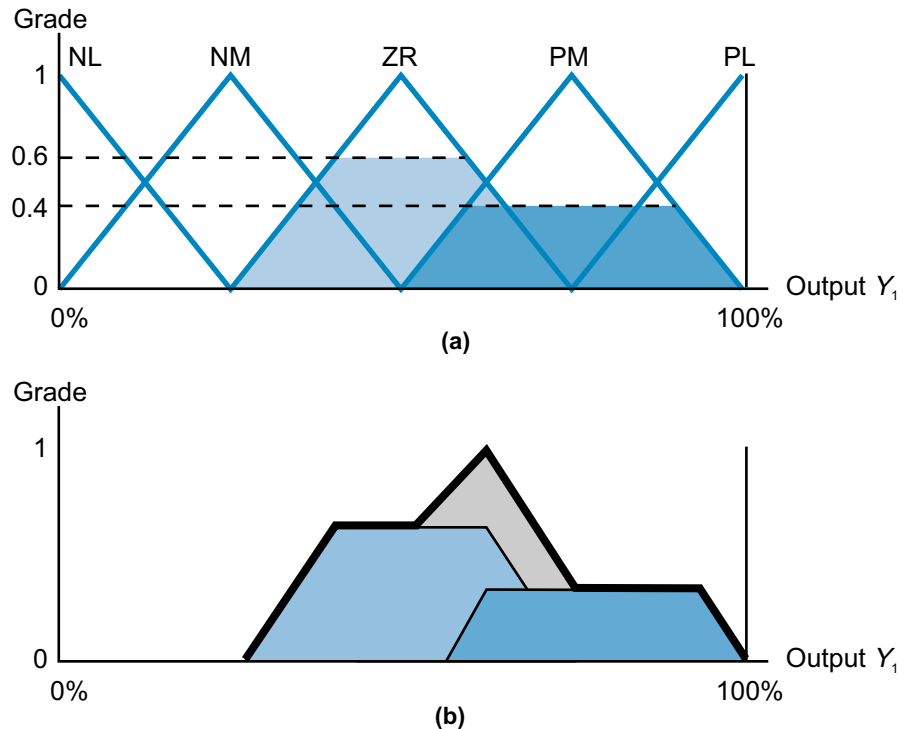 Grade
NL NM ZR PM PL
1
0.6
0.4
0
Output Y₁
0% 100%
(a)
Grade
1
0
Output Y₁
0% 100%
(b)